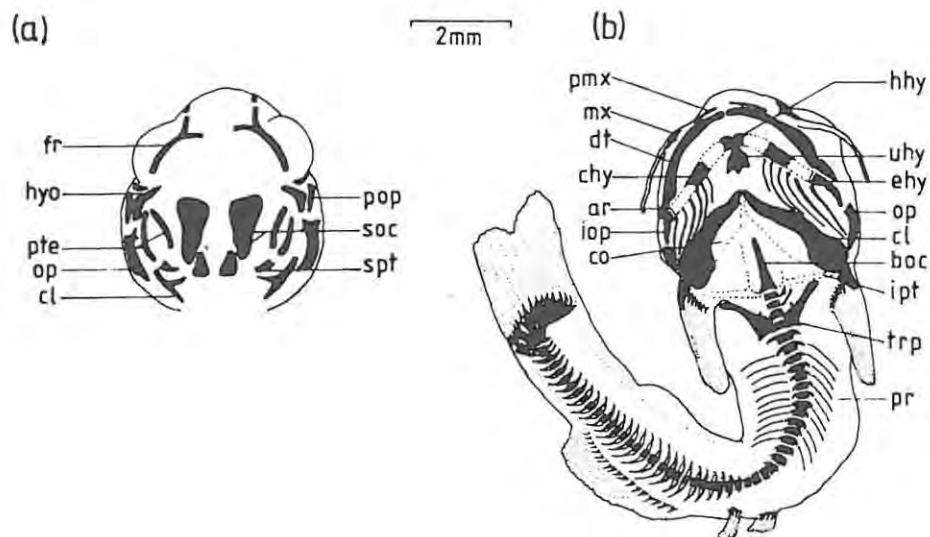 (a)
2mm
(b)
fr
hyo
pte
op
cl
pop
soc
spt
pmx
mx
dt
chy
ar
iop
co
hhy
uhy
ehy
op
cl
boc
ipt
trp
pr